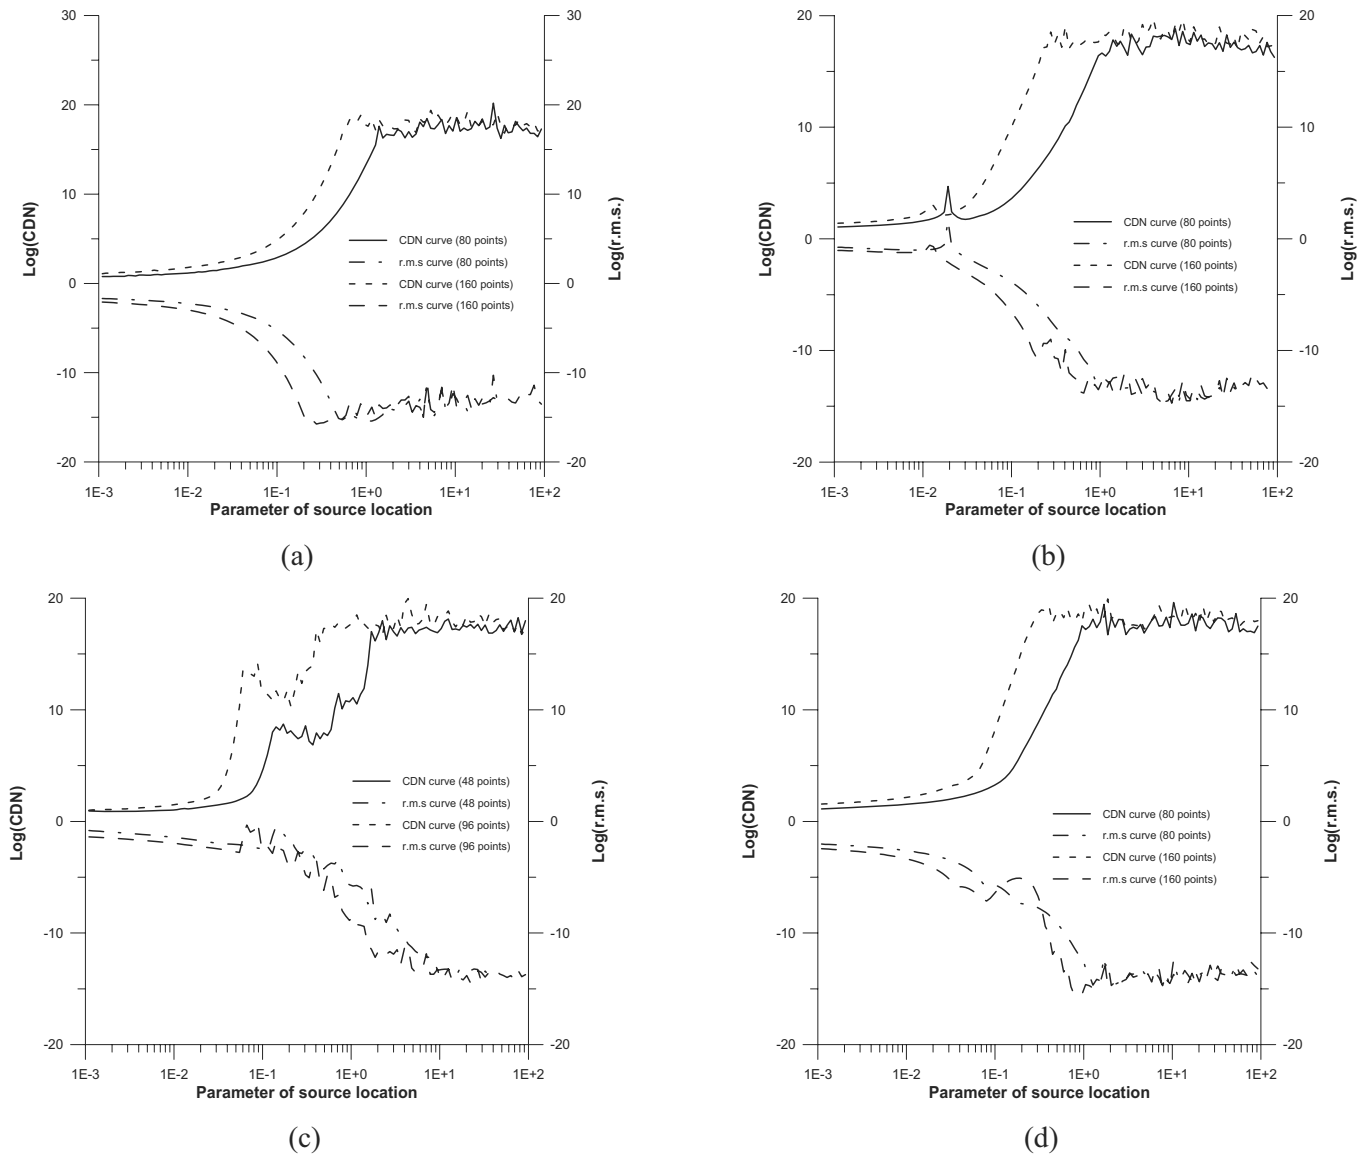 30
30
20
20
10
10
0
0
-10
-10
-20
-20
Log(CDN)
Log(r.m.s.)
CDN curve (80 points)
r.m.s curve (80 points)
CDN curve (160 points)
r.m.s curve (160 points)
1E-3 1E-2 1E-1 1E+0 1E+1 1E+2
Parameter of source location
(a)
20
20
10
10
0
0
-10
-10
-20
-20
Log(CDN)
Log(r.m.s.)
CDN curve (80 points)
r.m.s curve (80 points)
CDN curve (160 points)
r.m.s curve (160 points)
1E-3 1E-2 1E-1 1E+0 1E+1 1E+2
Parameter of source location
(b)
20
20
10
10
0
0
-10
-10
-20
-20
Log(CDN)
Log(r.m.s.)
CDN curve (48 points)
r.m.s curve (48 points)
CDN curve (96 points)
r.m.s curve (96 points)
1E-3 1E-2 1E-1 1E+0 1E+1 1E+2
Parameter of source location
(c)
20
20
10
10
0
0
-10
-10
-20
-20
Log(CDN)
Log(r.m.s.)
CDN curve (80 points)
r.m.s curve (80 points)
CDN curve (160 points)
r.m.s curve (160 points)
1E-3 1E-2 1E-1 1E+0 1E+1 1E+2
Parameter of source location
(d)